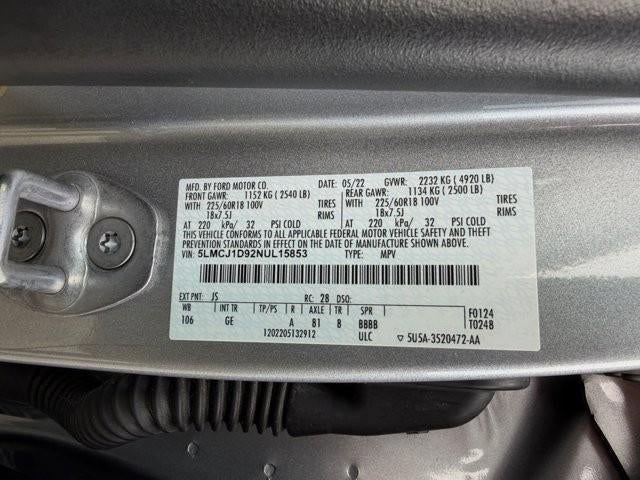 MFD. BY FORD MOTOR CO.
DATE: 05/22 GVWR: 2232 KG ( 4920 LB)
FRONT GAWR: 1152 KG ( 2540 LB) REAR GAWR: 1134 KG ( 2500 LB)
WITH 225/60R18 100V TIRES WITH 225/60R18 100V TIRES
18x7.5J RIMS 18x7.5J RIMS
AT 220 kPa/ 32 PSI COLD AT 220 kPa/ 32 PSI COLD
THIS VEHICLE CONFORMS TO ALL APPLICABLE FEDERAL MOTOR VEHICLE
SAFETY, BUMPER, AND THEFT PREVENTION STANDARDS IN EFFECT
ON THE DATE OF MANUFACTURE SHOWN ABOVE.
VIN: 5LMCJ1D92NUL15853 TYPE: MPV
EXT PNT: JS RC: 28 DSO: F0124
WB INT TR TP/PS R AXLE TR SPR T024B
106 GE A 81 8 BBBB
1202205132912 ULC 5U5A-3520472-AA